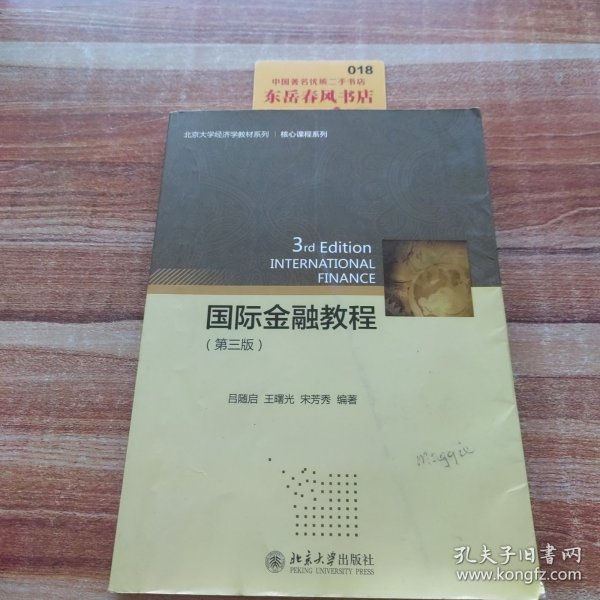 018
中国著名优质二手书店
东岳春风书店
北京大学经济学教材系列 | 核心课程系列
3rd Edition
INTERNATIONAL
FINANCE
国际金融教程
（第三版）
吕随启 王曙光 宋芳秀 编著
Maggie
北京大学出版社
PEKING UNIVERSITY PRESS
孔夫子旧书网
www.kongfz.com